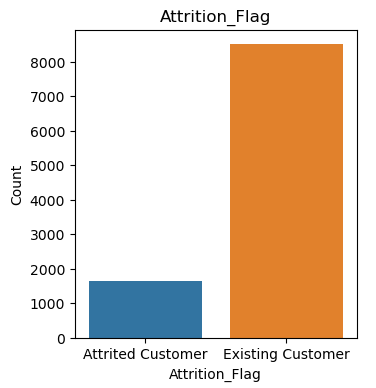 Attrition_Flag
8000
7000
6000
5000
4000
3000
2000
1000
0
Count
Attrited Customer Existing Customer
Attrition_Flag